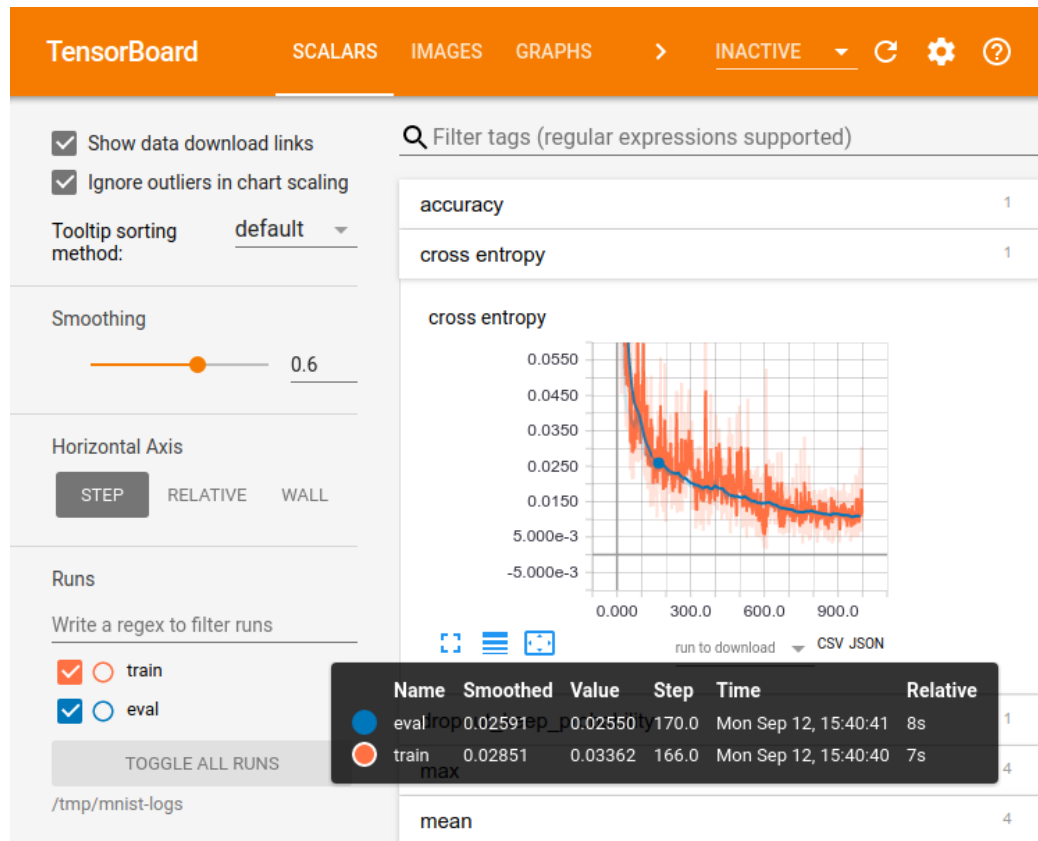 TensorBoard SCALARS IMAGES GRAPHS > INACTIVE
Show data download links
Ignore outliers in chart scaling
Tooltip sorting method: default
Smoothing
0.6
Horizontal Axis
STEP RELATIVE WALL
Runs
Write a regex to filter runs
train
eval
TOGGLE ALL RUNS
/tmp/mnist-logs
Filter tags (regular expressions supported)
accuracy 1
cross entropy 1
cross entropy
0.0550
0.0450
0.0350
0.0250
0.0150
5.000e-3
-5.000e-3
0.000 300.0 600.0 900.0
run to download CSV JSON
Name Smoothed Value Step Time Relative
eval 0.02591 0.02550 170.0 Mon Sep 12, 15:40:41 8s
train 0.02851 0.03362 166.0 Mon Sep 12, 15:40:40 7s
1
max 4
mean 4